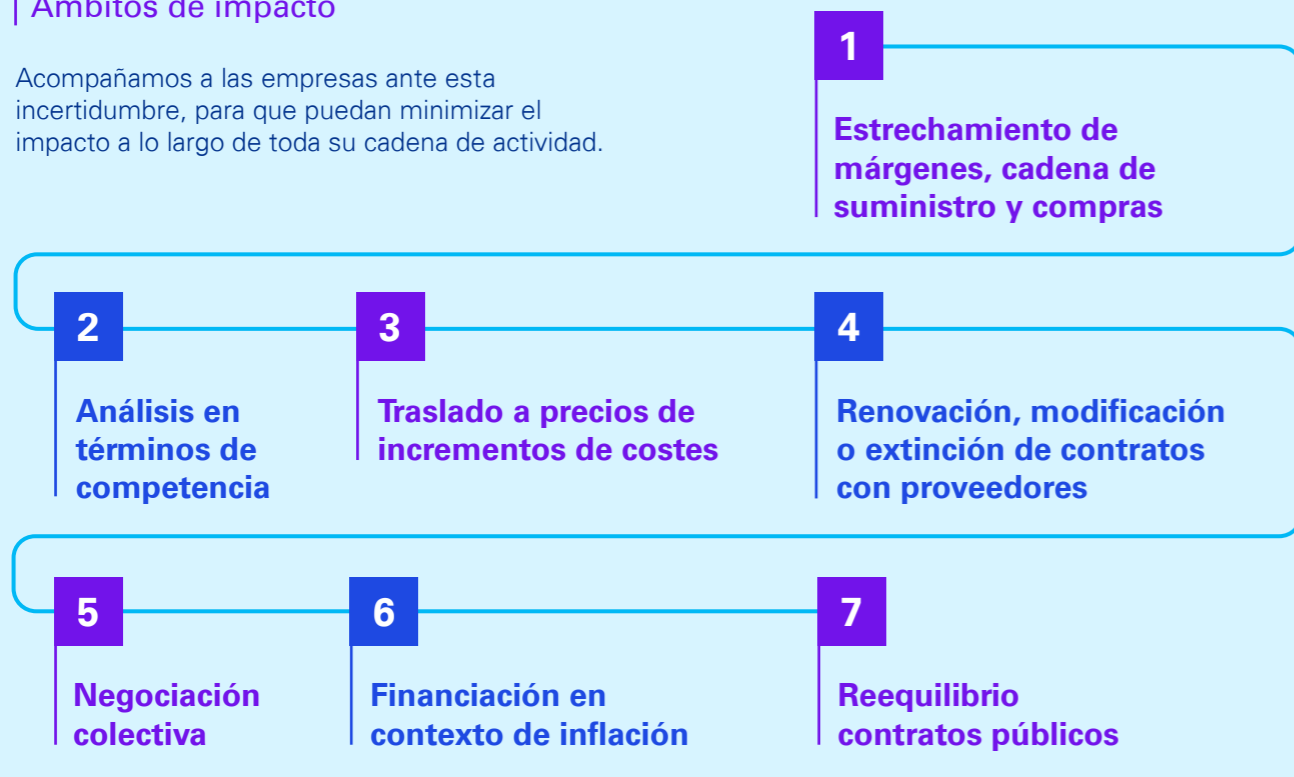 Ámbitos de impacto
Acompañamos a las empresas ante esta
incertidumbre, para que puedan minimizar el
impacto a lo largo de toda su cadena de actividad.
1
Estrechamiento de
márgenes, cadena de
suministro y compras
2
Análisis en
términos de
competencia
3
Traslado a precios de
incrementos de costes
4
Renovación, modificación
o extinción de contratos
con proveedores
5
Negociación
colectiva
6
Financiación en
contexto de inflación
7
Reequilibrio
contratos públicos